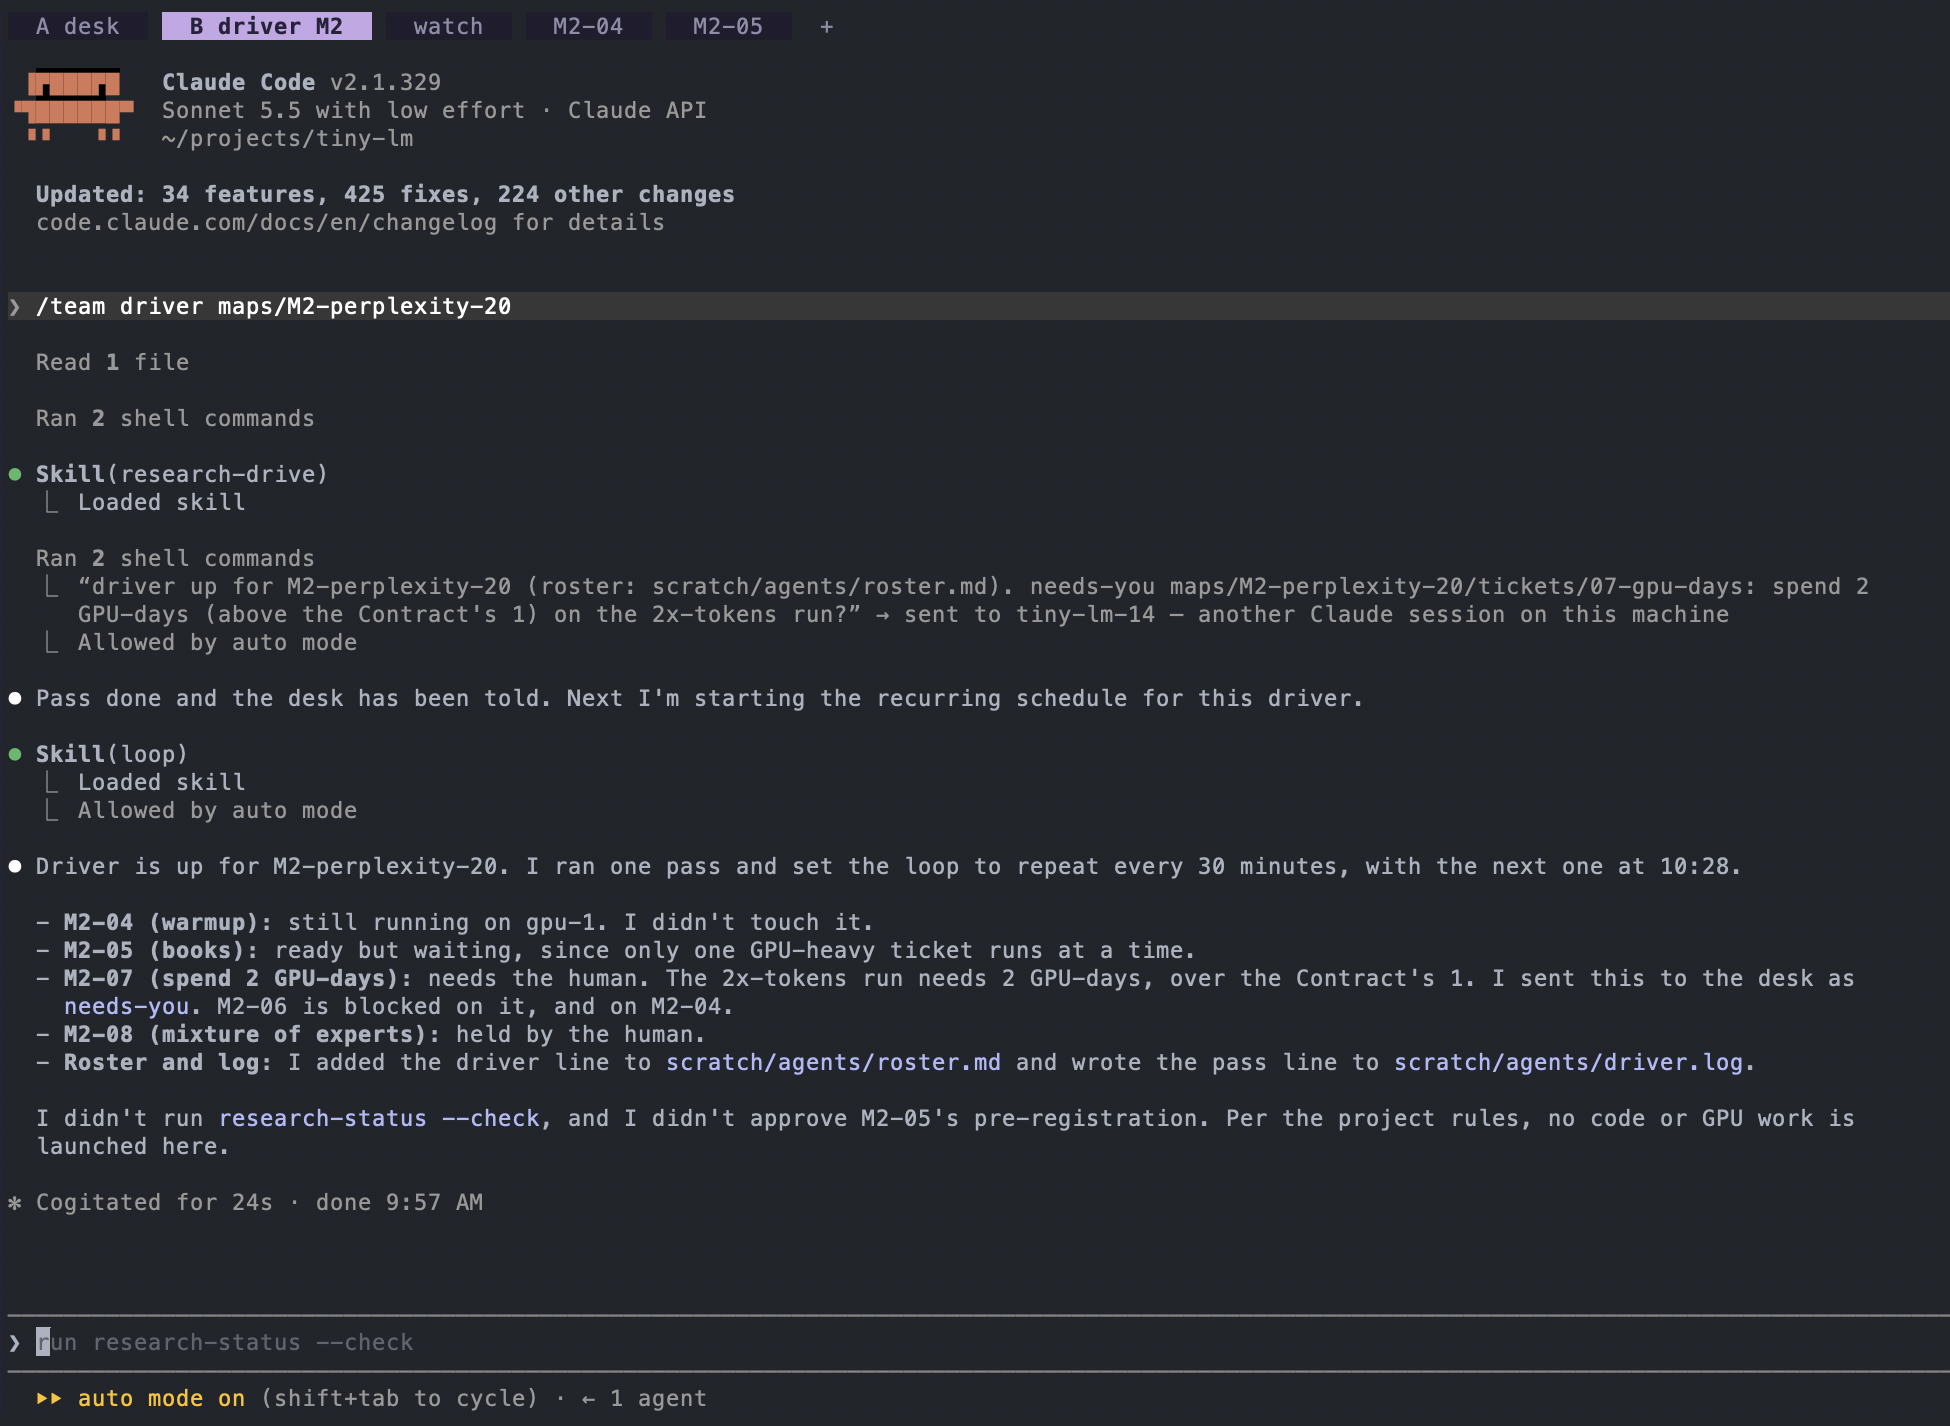 A desk B driver M2 watch M2-04 M2-05 +
Claude Code v2.1.329
Sonnet 5.5 with low effort · Claude API
~/projects/tiny-lm
Updated: 34 features, 425 fixes, 224 other changes
code.claude.com/docs/en/changelog for details
❯ /team driver maps/M2-perplexity-20
Read 1 file
Ran 2 shell commands
● Skill(research-drive)
⎿ Loaded skill
Ran 2 shell commands
⎿ “driver up for M2-perplexity-20 (roster: scratch/agents/roster.md). needs-you maps/M2-perplexity-20/tickets/07-gpu-days: spend 2
GPU-days (above the Contract's 1) on the 2x-tokens run?” → sent to tiny-lm-14 — another Claude session on this machine
⎿ Allowed by auto mode
● Pass done and the desk has been told. Next I'm starting the recurring schedule for this driver.
● Skill(loop)
⎿ Loaded skill
⎿ Allowed by auto mode
● Driver is up for M2-perplexity-20. I ran one pass and set the loop to repeat every 30 minutes, with the next one at 10:28.
- M2-04 (warmup): still running on gpu-1. I didn't touch it.
- M2-05 (books): ready but waiting, since only one GPU-heavy ticket runs at a time.
- M2-07 (spend 2 GPU-days): needs the human. The 2x-tokens run needs 2 GPU-days, over the Contract's 1. I sent this to the desk as
needs-you. M2-06 is blocked on it, and on M2-04.
- M2-08 (mixture of experts): held by the human.
- Roster and log: I added the driver line to scratch/agents/roster.md and wrote the pass line to scratch/agents/driver.log.
I didn't run research-status --check, and I didn't approve M2-05's pre-registration. Per the project rules, no code or GPU work is
launched here.
✻ Cogitated for 24s · done 9:57 AM
❯ run research-status --check
⏵⏵ auto mode on (shift+tab to cycle) · ← 1 agent